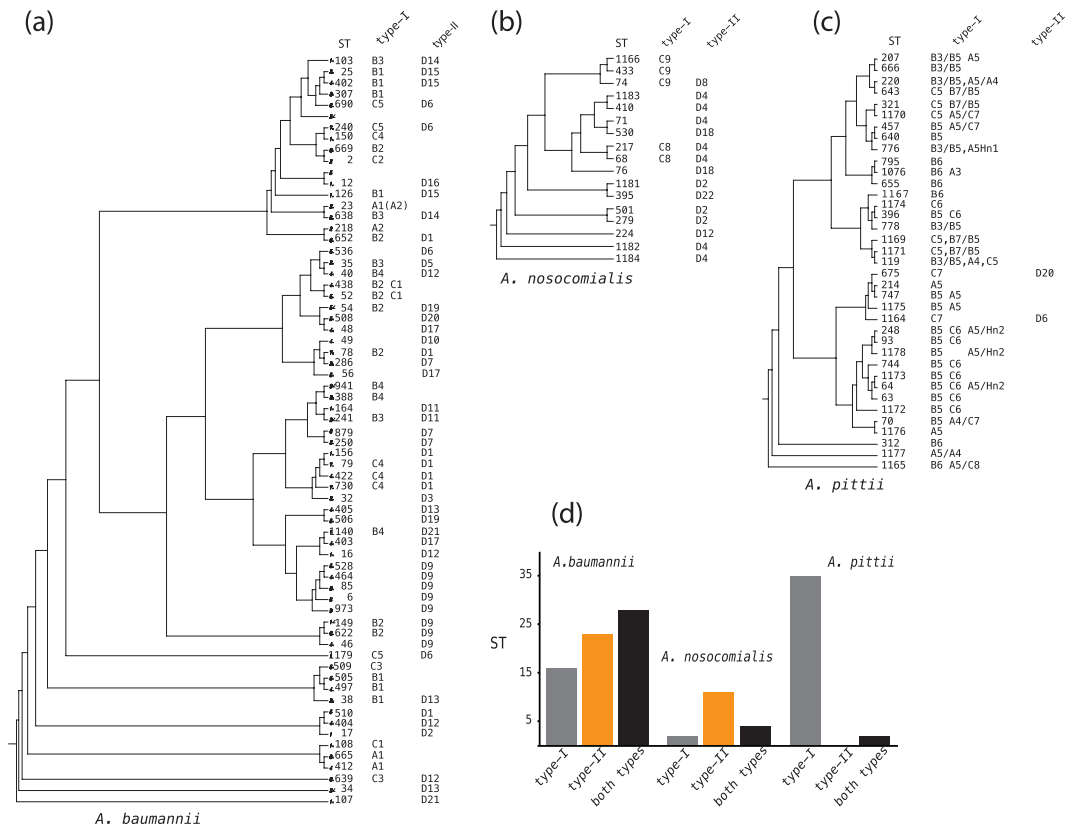 (a)
ST type-I type-II
103 B3 D14
25 B1 D15
402 B1 D15
307 B1
690 C5 D6
240 C5 D6
150 C4
669 B2
2 C2
12 D16
126 B1 D15
23 A1(A2)
638 B3 D14
218 A2
652 B2 D1
536 D6
35 B3 D5
40 B4 D12
438 B2 C1
52 B2 C1
54 B2 D19
508 D20
48 D17
49 D10
78 B2 D1
286 D7
56 D17
941 B4
388 B4
164 D11
241 B3 D11
879 D7
250 D7
156 D1
79 C4 D1
422 C4 D1
730 C4 D1
32 D3
405 D13
506 D19
1140 B4 D21
403 D17
16 D12
528 D9
464 D9
85 D9
6 D9
973 D9
149 B2 D9
622 B2 D9
46 D9
1179 C5 D6
509 C3
505 B1
497 B1
38 B1 D13
510 D1
404 D12
17 D2
108 C1
665 A1
412 A1
639 C3 D12
34 D13
107 D21
A. baumannii
(b)
ST type-I type-II
1166 C9
433 C9
74 C9 D8
1183 D4
410 D4
71 D4
530 D18
217 C8 D4
68 C8 D4
76 D18
1181 D2
395 D22
501 D2
279 D2
224 D12
1182 D4
1184 D4
A. nosocomialis
(c)
ST type-I type-II
207 B3/B5 A5
666 B3/B5
220 B3/B5,A5/A4
643 C5 B7/B5
321 C5 B7/B5
1170 C5 A5/C7
457 B5 A5/C7
640 B5
776 B3/B5,A5Hn1
795 B6
1076 B6 A3
655 B6
1167 B6
1174 C6
396 B5 C6
778 B3/B5
1169 C5,B7/B5
1171 C5,B7/B5
119 B3/B5,A4,C5
675 C7 D20
214 A5
747 B5 A5
1175 B5 A5
1164 C7 D6
248 B5 C6 A5/Hn2
93 B5 C6
1178 B5 A5/Hn2
744 B5 C6
1173 B5 C6
64 B5 C6 A5/Hn2
63 B5 C6
1172 B5 C6
70 B5 A4/C7
1176 A5
312 B6
1177 A5/A4
1165 B6 A5/C8
A. pittii
(d)
A.baumannii
A. nosocomialis
A. pittii
ST
35
25
15
5
type-I type-II both types
type-I type-II both types
type-I type-II both types